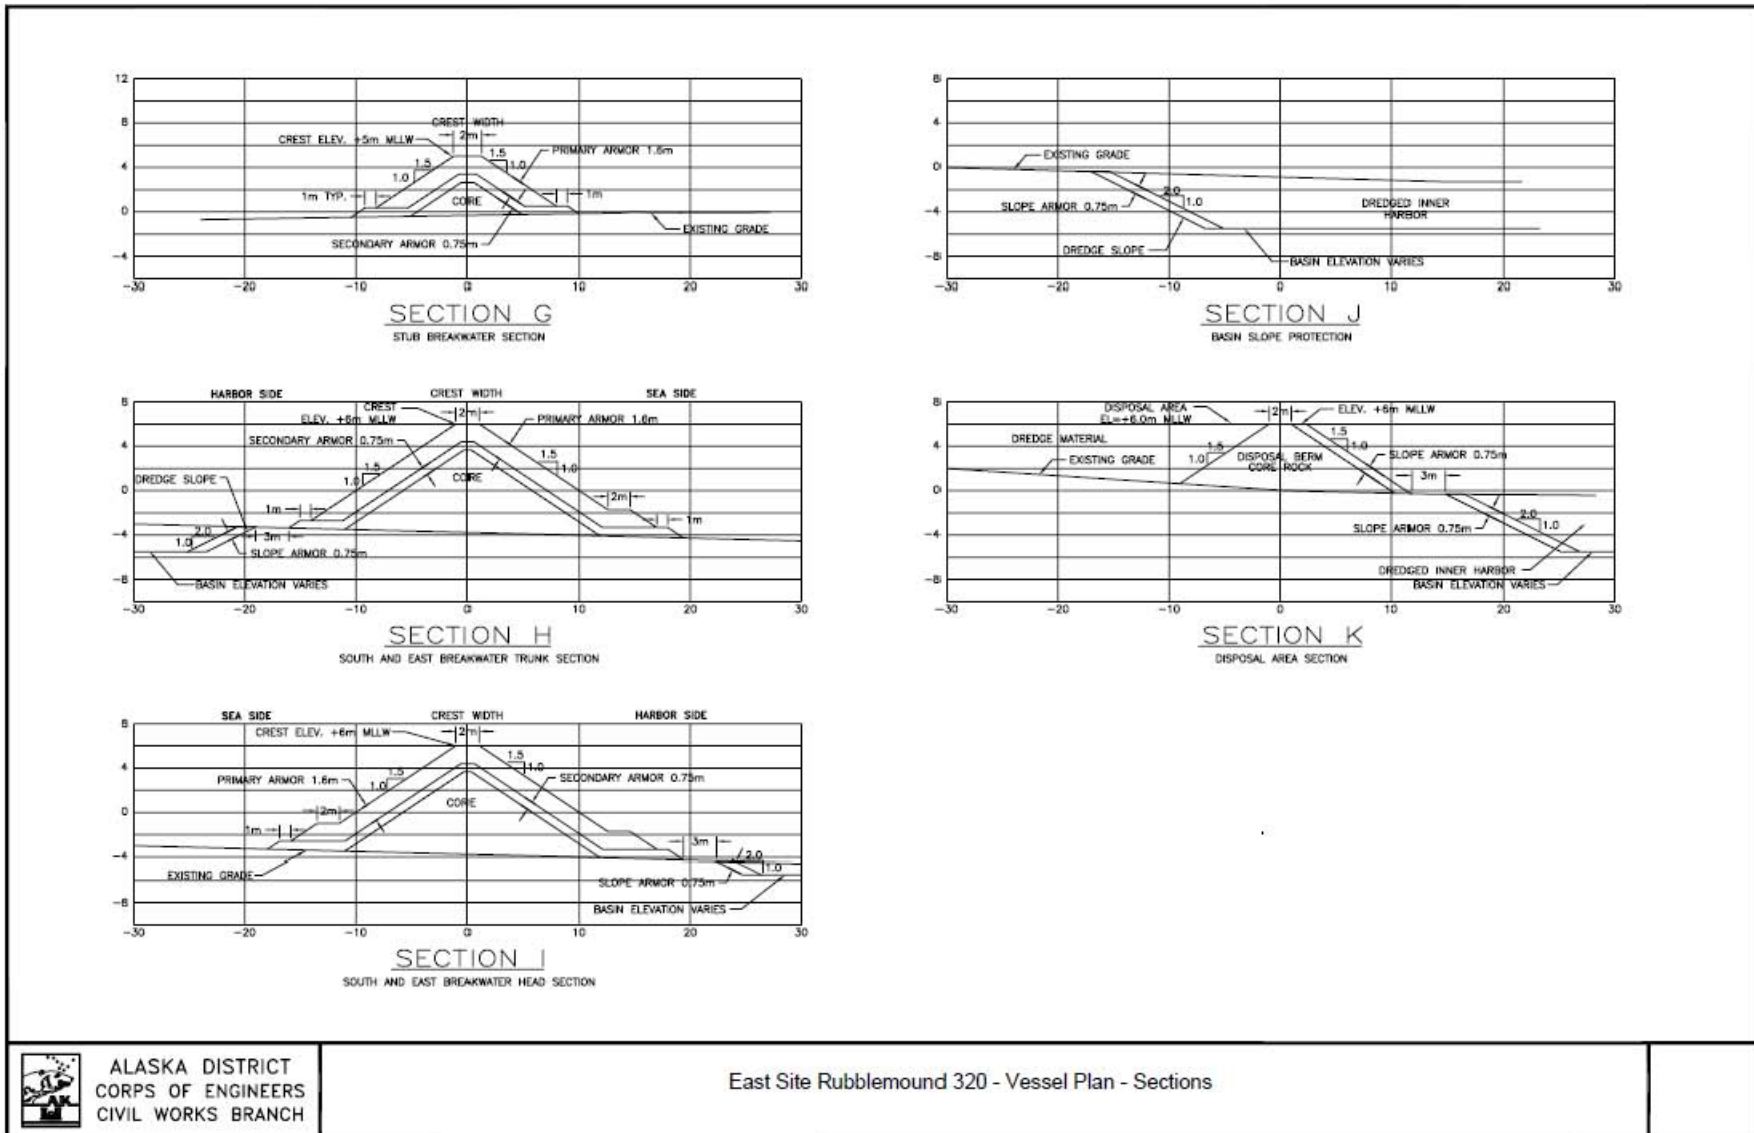 12
8
4
0
-4
-30
-20
-10
0
10
20
30
CREST WIDTH
2m
CREST ELEV. +5m MLLW
1.5
1.0
1.5
1.0
PRIMARY ARMOR 1.6m
1m TYP.
1m
CORE
SECONDARY ARMOR 0.75m
EXISTING GRADE
SECTION G
STUB BREAKWATER SECTION
8
4
0
-4
-8
-30
-20
-10
0
10
20
30
EXISTING GRADE
2.0
1.0
SLOPE ARMOR 0.75m
DREDGED INNER
HARBOR
DREDGE SLOPE
BASIN ELEVATION VARIES
SECTION J
BASIN SLOPE PROTECTION
HARBOR SIDE
CREST WIDTH
SEA SIDE
8
4
0
-4
-8
-30
-20
-10
0
10
20
30
CREST
ELEV. +6m MLLW
2m
PRIMARY ARMOR 1.6m
SECONDARY ARMOR 0.75m
1.5
1.0
1.5
1.0
CORE
DREDGE SLOPE
1m
2m
1m
2.0
1.0
3m
SLOPE ARMOR 0.75m
BASIN ELEVATION VARIES
SECTION H
SOUTH AND EAST BREAKWATER TRUNK SECTION
8
4
0
-4
-8
-30
-20
-10
0
10
20
30
DISPOSAL AREA
EL=+6.0m MLLW
2m
ELEV. +6m MLLW
DREDGE MATERIAL
EXISTING GRADE
1.5
1.0
1.5
1.0
DISPOSAL BERM
CORE ROCK
SLOPE ARMOR 0.75m
3m
SLOPE ARMOR 0.75m
2.0
1.0
DREDGED INNER HARBOR
BASIN ELEVATION VARIES
SECTION K
DISPOSAL AREA SECTION
SEA SIDE
CREST WIDTH
HARBOR SIDE
8
4
0
-4
-8
-30
-20
-10
0
10
20
30
CREST ELEV. +6m MLLW
2m
1.5
1.0
PRIMARY ARMOR 1.6m
1.5
1.0
SECONDARY ARMOR 0.75m
CORE
2m
1m
3m
2.0
1.0
EXISTING GRADE
SLOPE ARMOR 0.75m
BASIN ELEVATION VARIES
SECTION I
SOUTH AND EAST BREAKWATER HEAD SECTION
AK
ALASKA DISTRICT
CORPS OF ENGINEERS
CIVIL WORKS BRANCH
East Site Rubblemound 320 - Vessel Plan - Sections